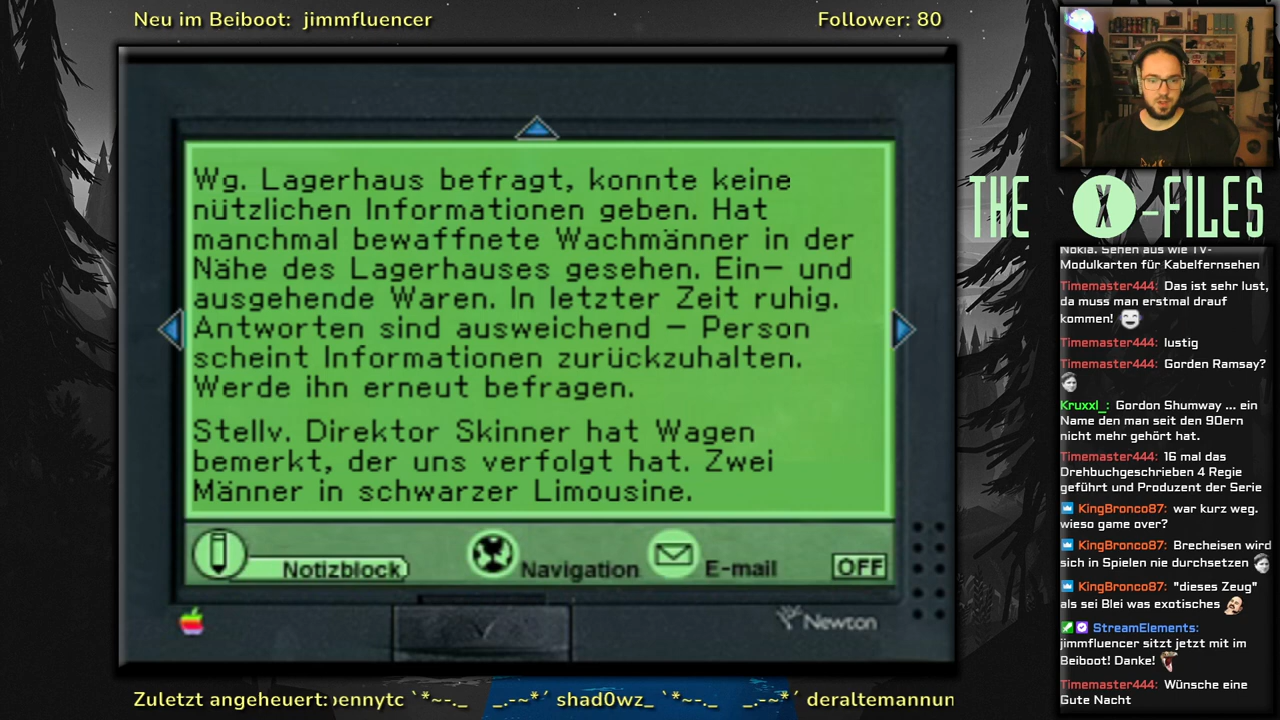 Neu im Beiboot: jimmfluencer
Follower: 80
Wg. Lagerhaus befragt, konnte keine
nützlichen Informationen geben. Hat
manchmal bewaffnete Wachmänner in der
Nähe des Lagerhauses gesehen. Ein— und
ausgehende Waren. In letzter Zeit ruhig.
Antworten sind ausweichend — Person
scheint Informationen zurückzuhalten.
Werde ihn erneut befragen.
Stellv. Direktor Skinner hat Wagen
bemerkt, der uns verfolgt hat. Zwei
Männer in schwarzer Limousine.
Notizblock
Navigation
E-mail
OFF
Newton
Zuletzt angeheuert: pennytc `*~-._ _.-~*´ shad0wz_ `*~-._ _.-~*´ deraltemannun
THE X-FILES
Nokia. Sehen aus wie TV-
Modulkarten für Kabelfernsehen
Timemaster444: Das ist sehr lust,
da muss man erstmal drauf
kommen!
Timemaster444: lustig
Timemaster444: Gorden Ramsay?
Kruxxl_: Gordon Shumway ... ein
Name den man seit den 90ern
nicht mehr gehört hat.
Timemaster444: 16 mal das
Drehbuchgeschrieben 4 Regie
geführt und Produzent der Serie
KingBronco87: war kurz weg.
wieso game over?
KingBronco87: Brecheisen wird
sich in Spielen nie durchsetzen
KingBronco87: "dieses Zeug"
als sei Blei was exotisches
StreamElements:
jimmfluencer sitzt jetzt mit im
Beiboot! Danke!
Timemaster444: Wünsche eine
Gute Nacht